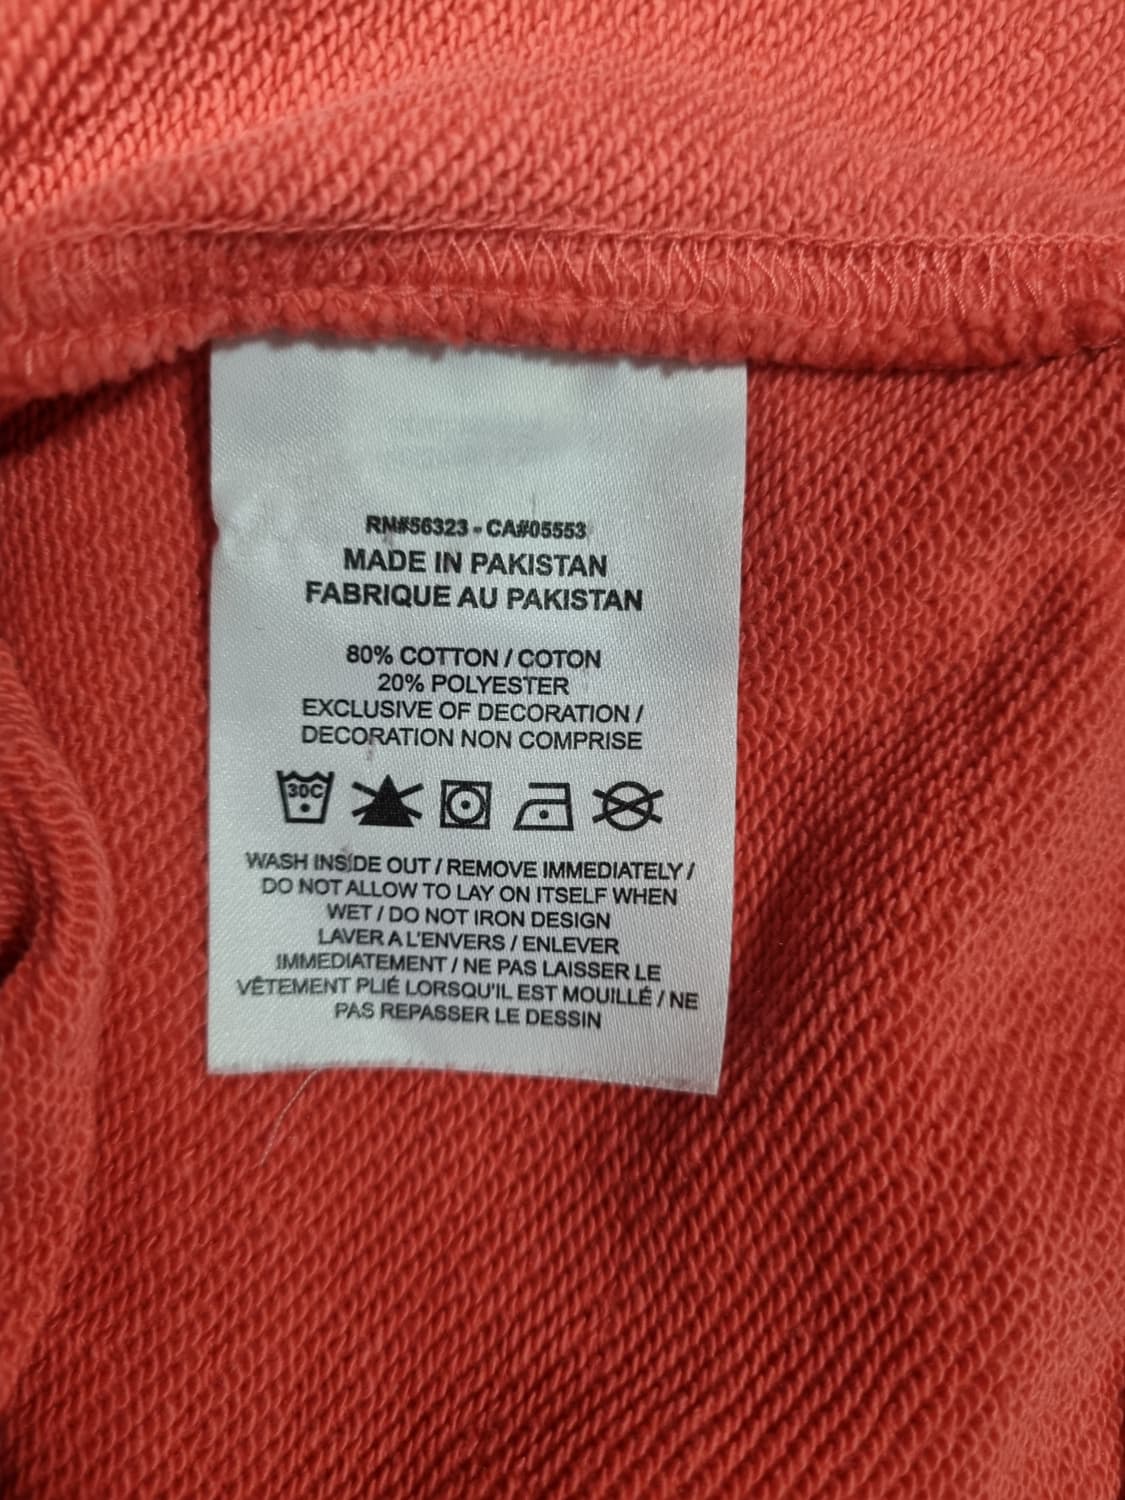 RN#56323 - CA#05553
MADE IN PAKISTAN
FABRIQUE AU PAKISTAN
80% COTTON / COTON
20% POLYESTER
EXCLUSIVE OF DECORATION /
DECORATION NON COMPRISE
30C
WASH INSIDE OUT / REMOVE IMMEDIATELY /
DO NOT ALLOW TO LAY ON ITSELF WHEN
WET / DO NOT IRON DESIGN
LAVER A L'ENVERS / ENLEVER
IMMEDIATEMENT / NE PAS LAISSER LE
VÊTEMENT PLIÉ LORSQU'IL EST MOUILLÉ / NE
PAS REPASSER LE DESSIN